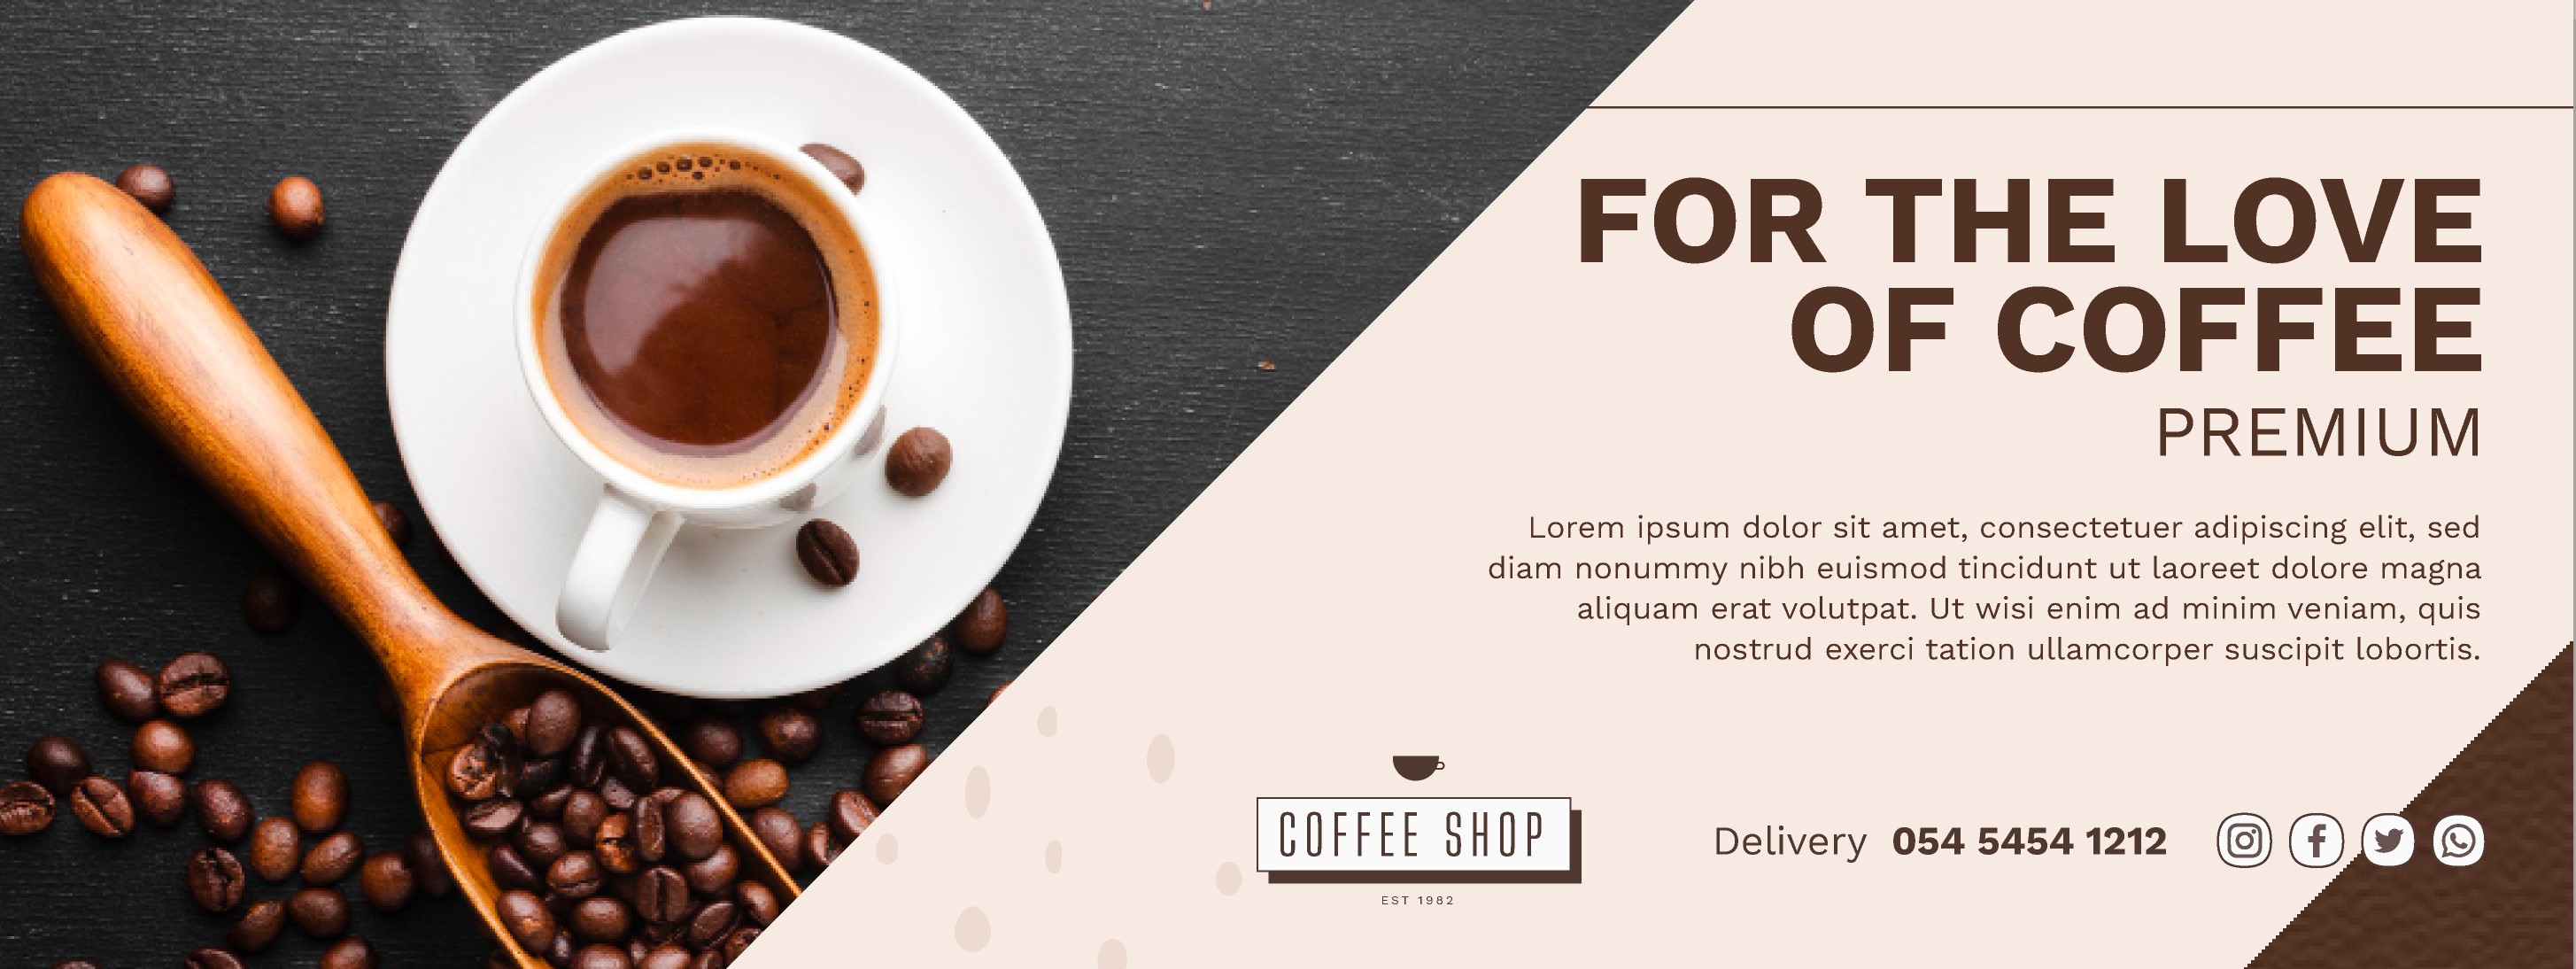 FOR THE LOVE
OF COFFEE
PREMIUM
Lorem ipsum dolor sit amet, consectetuer adipiscing elit, sed
diam nonummy nibh euismod tincidunt ut laoreet dolore magna
aliquam erat volutpat. Ut wisi enim ad minim veniam, quis
nostrud exerci tation ullamcorper suscipit lobortis.
COFFEE SHOP
EST 1982
Delivery 054 5454 1212